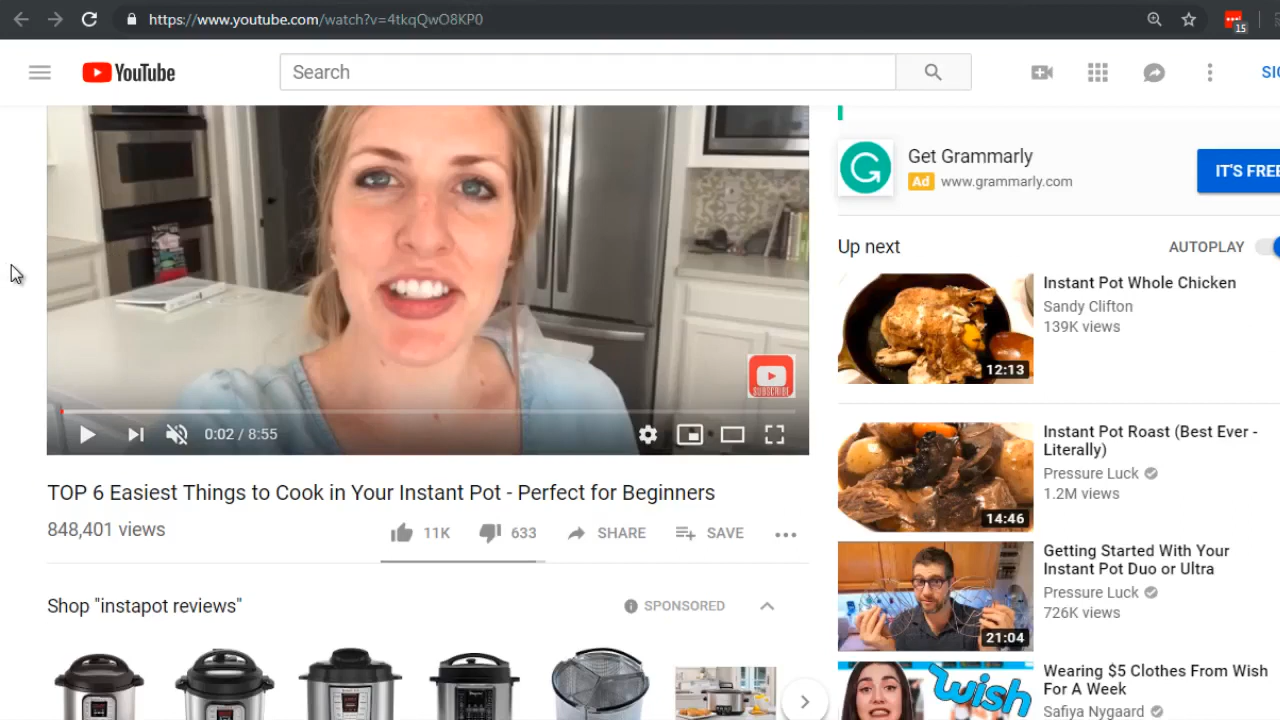 https://www.youtube.com/watch?v=4tkqQwO8KP0
15
YouTube
Search
SIG
Get Grammarly
Ad www.grammarly.com
IT'S FREE
Up next
AUTOPLAY
SUBSCRIBE
0:02 / 8:55
TOP 6 Easiest Things to Cook in Your Instant Pot - Perfect for Beginners
848,401 views
11K
633
SHARE
SAVE
Shop "instapot reviews"
SPONSORED
12:13
Instant Pot Whole Chicken
Sandy Clifton
139K views
14:46
Instant Pot Roast (Best Ever -
Literally)
Pressure Luck
1.2M views
21:04
Getting Started With Your
Instant Pot Duo or Ultra
Pressure Luck
726K views
wish
Wearing $5 Clothes From Wish
For A Week
Safiya Nygaard